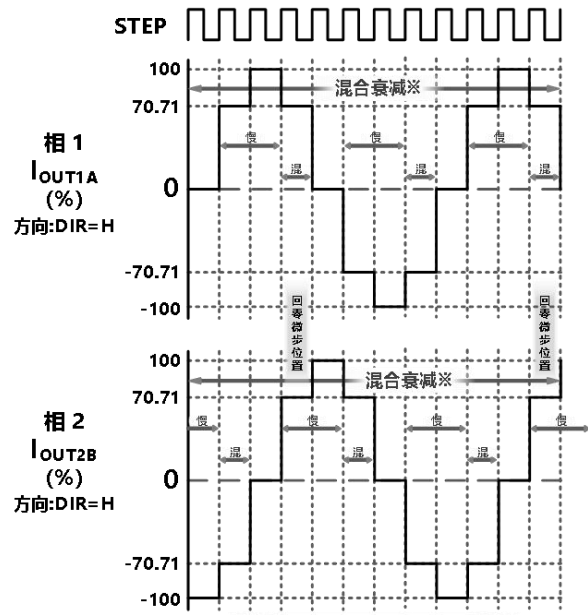 STEP
100
混合衰减※
70.71
慢
慢
慢
相 1
混
混
混
IOUT1A
0
(%)
方向:DIR=H
-70.71
-100
回零微步位置
回零微步位置
100
混合衰减※
70.71
慢
慢
慢
慢
相 2
混
混
混
IOUT2B
0
(%)
方向:DIR=H
-70.71
-100